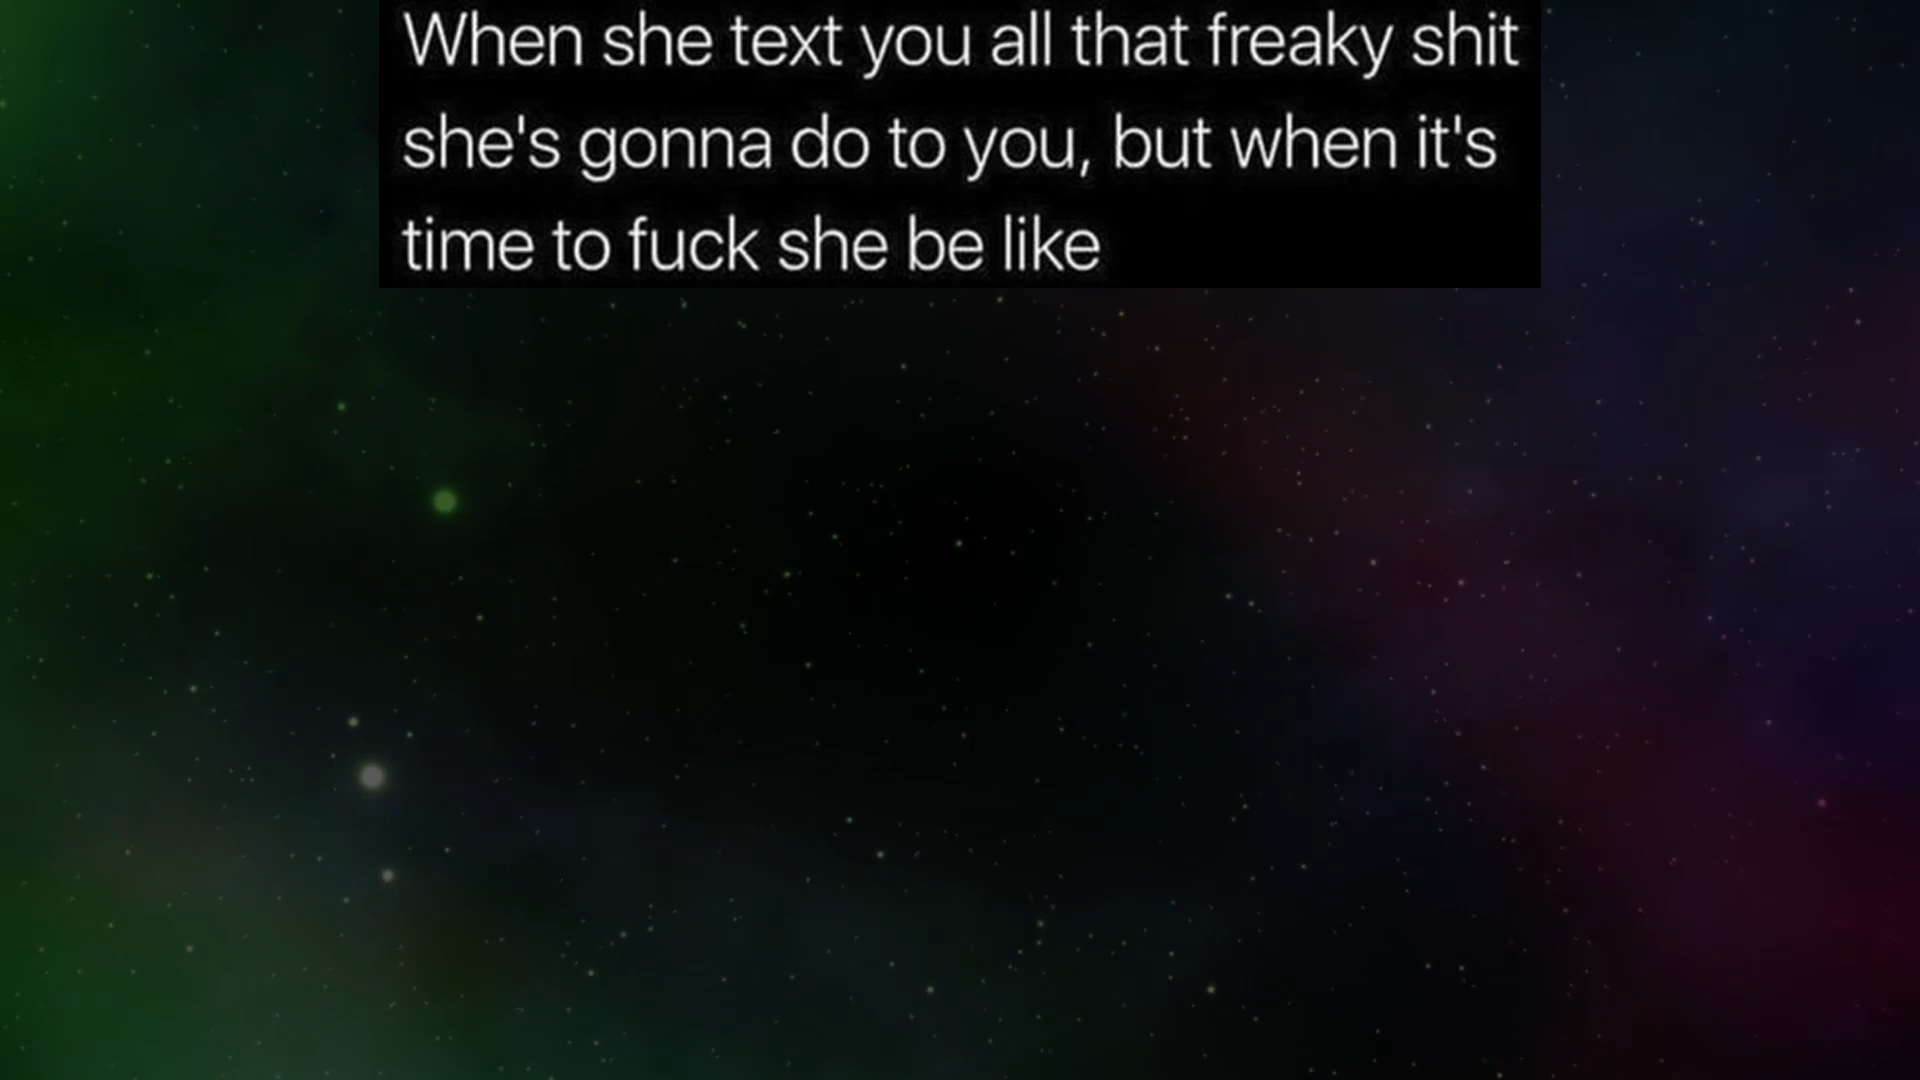 When she text you all that freaky shit
she's gonna do to you, but when it's
time to fuck she be like